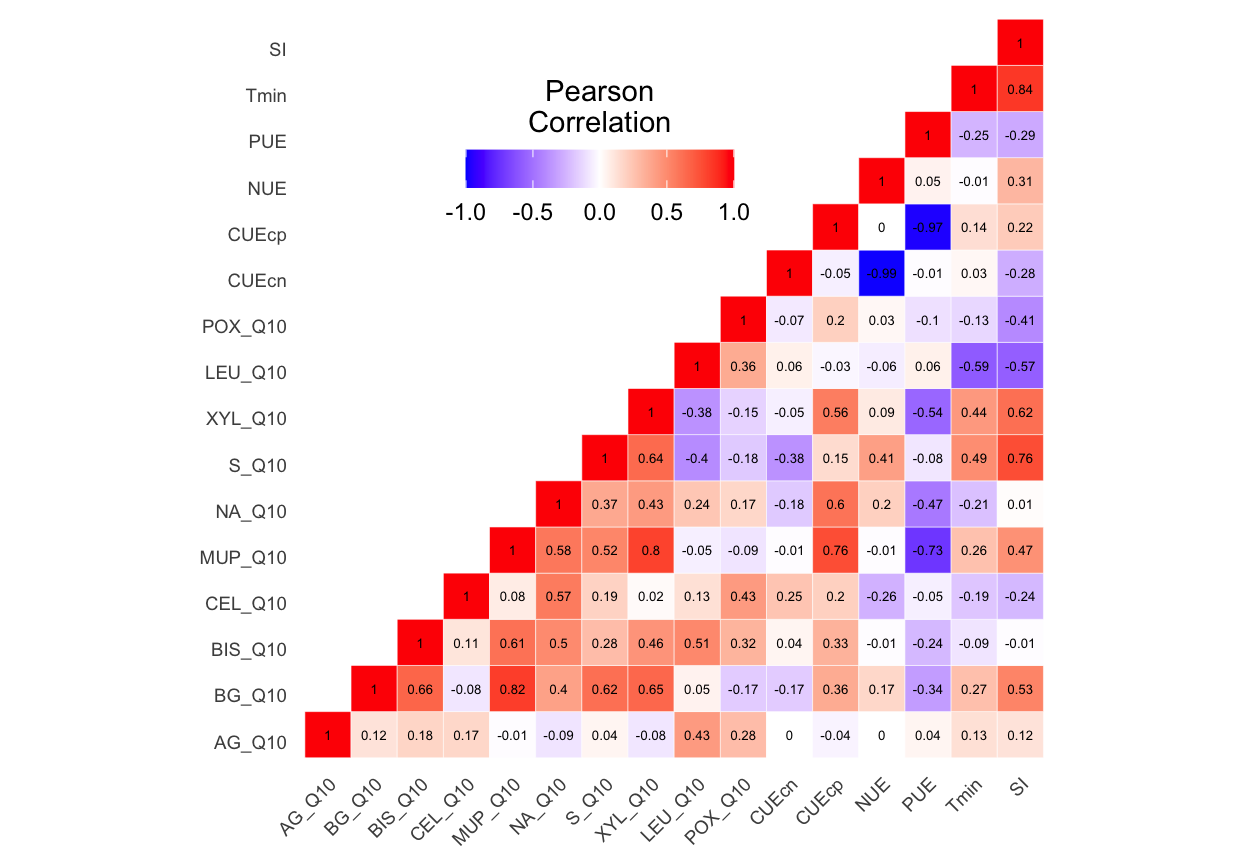 SI 1
Pearson
Correlation
Tmin 1 0.84
PUE 1 -0.25 -0.29
-1.0 -0.5 0.0 0.5 1.0
NUE 1 0.05 -0.01 0.31
CUEcp 1 0 -0.97 0.14 0.22
CUEcn 1 -0.05 -0.99 -0.01 0.03 -0.28
POX_Q10 1 -0.07 0.2 0.03 -0.1 -0.13 -0.41
LEU_Q10 1 0.36 0.06 -0.03 -0.06 0.06 -0.59 -0.57
XYL_Q10 1 -0.38 -0.15 -0.05 0.56 0.09 -0.54 0.44 0.62
S_Q10 1 0.64 -0.4 -0.18 -0.38 0.15 0.41 -0.08 0.49 0.76
NA_Q10 1 0.37 0.43 0.24 0.17 -0.18 0.6 0.2 -0.47 -0.21 0.01
MUP_Q10 1 0.58 0.52 0.8 -0.05 -0.09 -0.01 0.76 -0.01 -0.73 0.26 0.47
CEL_Q10 1 0.08 0.57 0.19 0.02 0.13 0.43 0.25 0.2 -0.26 -0.05 -0.19 -0.24
BIS_Q10 1 0.11 0.61 0.5 0.28 0.46 0.51 0.32 0.04 0.33 -0.01 -0.24 -0.09 -0.01
BG_Q10 1 0.66 -0.08 0.82 0.4 0.62 0.65 0.05 -0.17 -0.17 0.36 0.17 -0.34 0.27 0.53
AG_Q10 1 0.12 0.18 0.17 -0.01 -0.09 0.04 -0.08 0.43 0.28 0 -0.04 0 0.04 0.13 0.12
AG_Q10 BG_Q10 BIS_Q10 CEL_Q10 MUP_Q10 NA_Q10 S_Q10 XYL_Q10 LEU_Q10 POX_Q10 CUEcn CUEcp NUE PUE Tmin SI